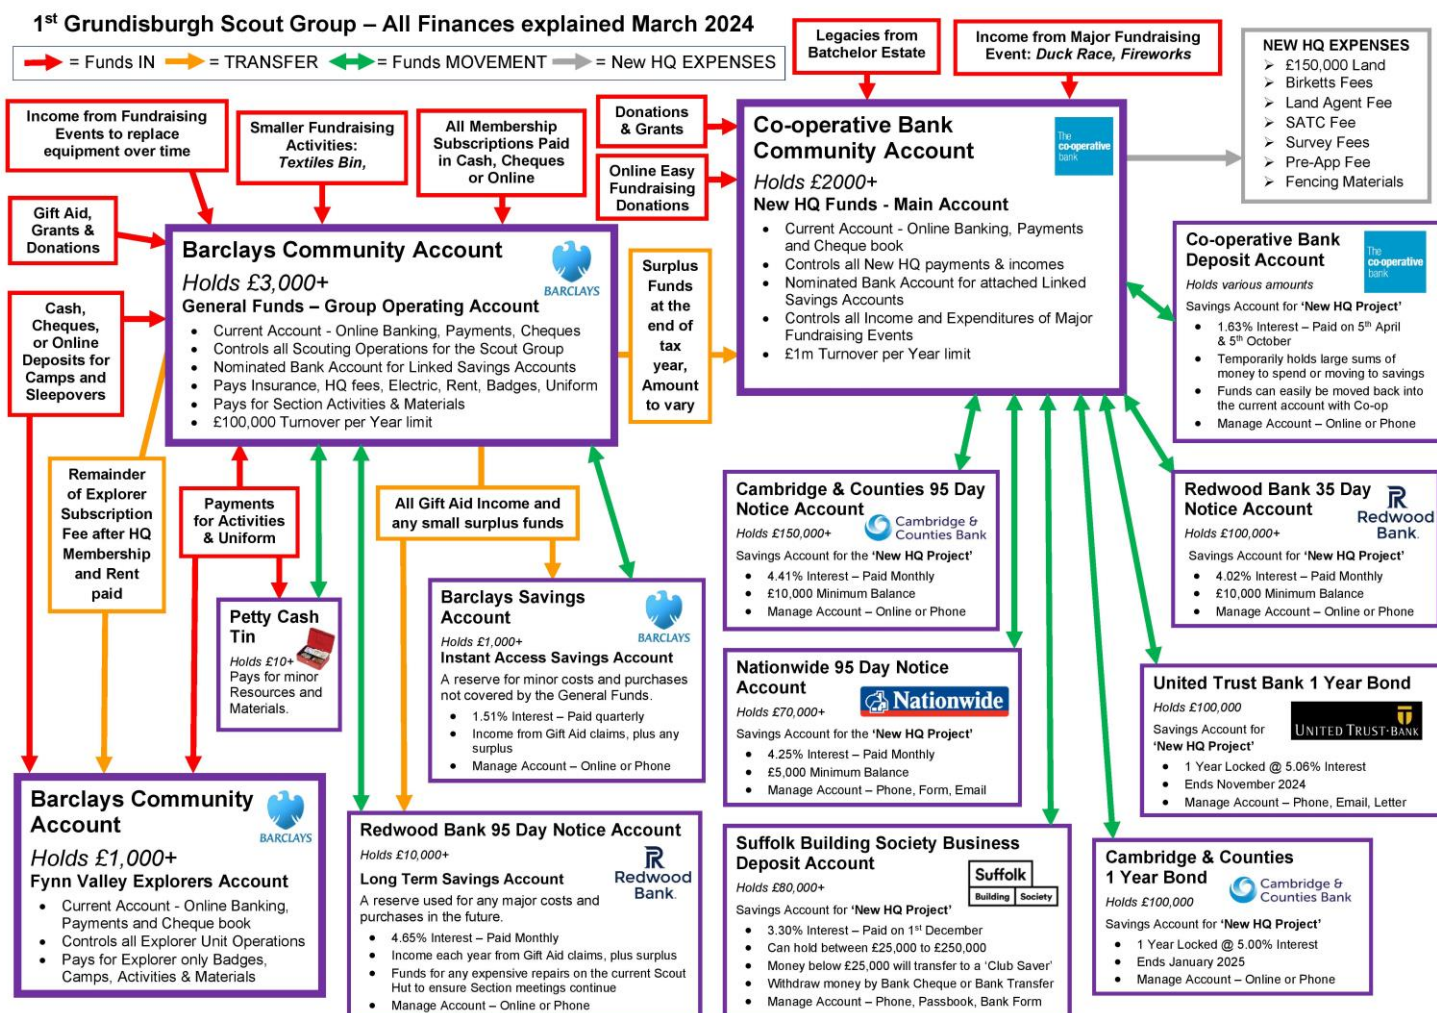 1st Grundisburgh Scout Group – All Finances explained March 2024
= Funds IN
= TRANSFER
= Funds MOVEMENT
= New HQ EXPENSES
Legacies from
Batchelor Estate
Income from Major Fundraising
Event: Duck Race, Fireworks
NEW HQ EXPENSES
➢ £150,000 Land
➢ Birketts Fees
➢ Land Agent Fee
➢ SATC Fee
➢ Survey Fees
➢ Pre-App Fee
➢ Fencing Materials
Income from Fundraising
Events to replace
equipment over time
Smaller Fundraising
Activities:
Textiles Bin,
All Membership
Subscriptions Paid
in Cash, Cheques
or Online
Donations
& Grants
Online Easy
Fundraising
Donations
Co-operative Bank
Community Account
The
co-operative
bank
Holds £2000+
New HQ Funds - Main Account
• Current Account - Online Banking, Payments
and Cheque book
• Controls all New HQ payments & incomes
• Nominated Bank Account for attached Linked
Savings Accounts
• Controls all Income and Expenditures of Major
Fundraising Events
• £1m Turnover per Year limit
Gift Aid,
Grants &
Donations
Barclays Community Account
BARCLAYS
Holds £3,000+
General Funds – Group Operating Account
• Current Account - Online Banking, Payments, Cheques
• Controls all Scouting Operations for the Scout Group
• Nominated Bank Account for Linked Savings Accounts
• Pays Insurance, HQ fees, Electric, Rent, Badges, Uniform
• Pays for Section Activities & Materials
• £100,000 Turnover per Year limit
Surplus
Funds
at the
end of
tax
year,
Amount
to vary
Co-operative Bank
Deposit Account
The
co-operative
bank
Holds various amounts
Savings Account for ‘New HQ Project’
• 1.63% Interest – Paid on 5th April
& 5th October
• Temporarily holds large sums of
money to spend or moving to savings
• Funds can easily be moved back into
the current account with Co-op
• Manage Account – Online or Phone
Cash,
Cheques,
or Online
Deposits for
Camps and
Sleepovers
Remainder
of Explorer
Subscription
Fee after HQ
Membership
and Rent
paid
Payments
for Activities
& Uniform
All Gift Aid Income and
any small surplus funds
Petty Cash
Tin
Holds £10+
Pays for minor
Resources and
Materials.
Barclays Savings
Account
BARCLAYS
Holds £1,000+
Instant Access Savings Account
A reserve for minor costs and purchases
not covered by the General Funds.
• 1.51% Interest – Paid quarterly
• Income from Gift Aid claims, plus any
surplus
• Manage Account – Online or Phone
Cambridge & Counties 95 Day
Notice Account
Cambridge &
Counties Bank
Holds £150,000+
Savings Account for the ‘New HQ Project’
• 4.41% Interest – Paid Monthly
• £10,000 Minimum Balance
• Manage Account – Online or Phone
Redwood Bank 35 Day
Notice Account
Redwood
Bank.
Holds £100,000+
Savings Account for ‘New HQ Project’
• 4.02% Interest – Paid Monthly
• £10,000 Minimum Balance
• Manage Account – Online or Phone
Nationwide 95 Day Notice
Account
Nationwide
Holds £70,000+
Savings Account for the ‘New HQ Project’
• 4.25% Interest – Paid Monthly
• £5,000 Minimum Balance
• Manage Account – Phone, Form, Email
United Trust Bank 1 Year Bond
Holds £100,000
UNITED TRUST BANK
Savings Account for
‘New HQ Project’
• 1 Year Locked @ 5.06% Interest
• Ends November 2024
• Manage Account – Phone, Email, Letter
Barclays Community
Account
BARCLAYS
Holds £1,000+
Fynn Valley Explorers Account
• Current Account - Online Banking,
Payments and Cheque book
• Controls all Explorer Unit Operations
• Pays for Explorer only Badges,
Camps, Activities & Materials
Redwood Bank 95 Day Notice Account
Holds £10,000+
Redwood
Bank.
Long Term Savings Account
A reserve used for any major costs and
purchases in the future.
• 4.65% Interest – Paid Monthly
• Income each year from Gift Aid claims, plus surplus
• Funds for any expensive repairs on the current Scout
Hut to ensure Section meetings continue
• Manage Account – Online or Phone
Suffolk Building Society Business
Deposit Account
Suffolk
Building Society
Holds £80,000+
Savings Account for ‘New HQ Project’
• 3.30% Interest – Paid on 1st December
• Can hold between £25,000 to £250,000
• Money below £25,000 will transfer to a ‘Club Saver’
• Withdraw money by Bank Cheque or Bank Transfer
• Manage Account – Phone, Passbook, Bank Form
Cambridge & Counties
1 Year Bond
Cambridge &
Counties Bank
Holds £100,000
Savings Account for ‘New HQ Project’
• 1 Year Locked @ 5.00% Interest
• Ends January 2025
• Manage Account – Online or Phone